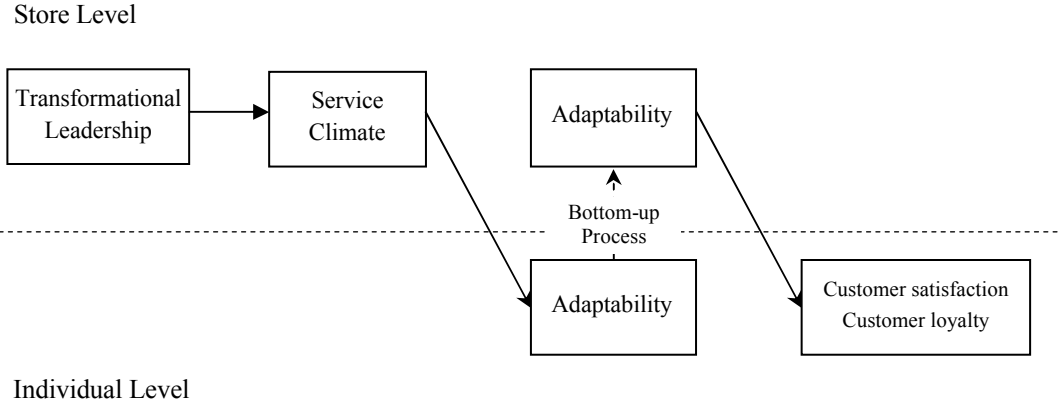 Store Level
Transformational
Leadership
Service
Climate
Adaptability
Bottom-up
Process
Adaptability
Customer satisfaction
Customer loyalty
Individual Level